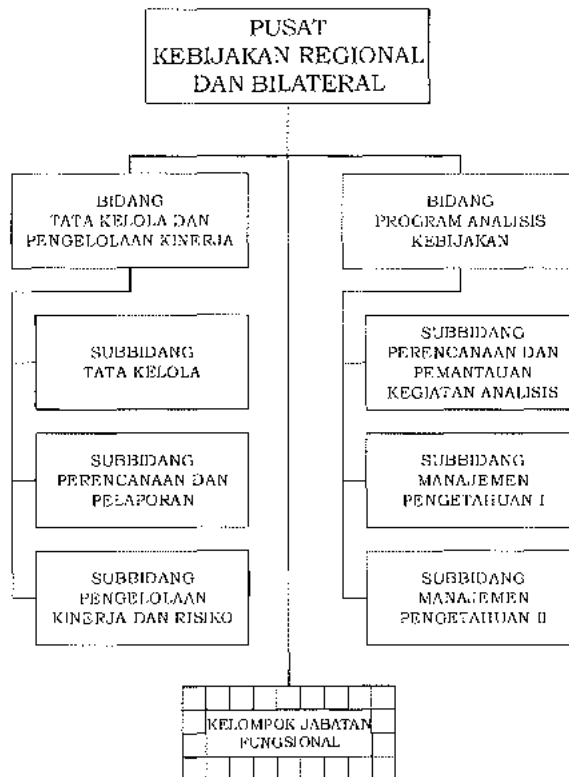 PUSAT
KEBIJAKAN REGIONAL
DAN BILATERAL
BIDANG
TATA KELOLA DAN
PENGELOLAAN KINERJA
SUBBIDANG
TATA KELOLA
SUBBIDANG
PERENCANAAN DAN
PELAPORAN
SUBBIDANG
PENGELOLAAN
KINERJA DAN RISIKO
BIDANG
PROGRAM ANALISIS
KEBIJAKAN
SUBBIDANG
PERENCANAAN DAN
PEMANTAUAN
KEGIATAN ANALISIS
SUBBIDANG
MANAJEMEN
PENGETAHUAN I
SUBBIDANG
MANAJEMEN
PENGETAHUAN II
KELOMPOK JABATAN
FUNGSIONAL